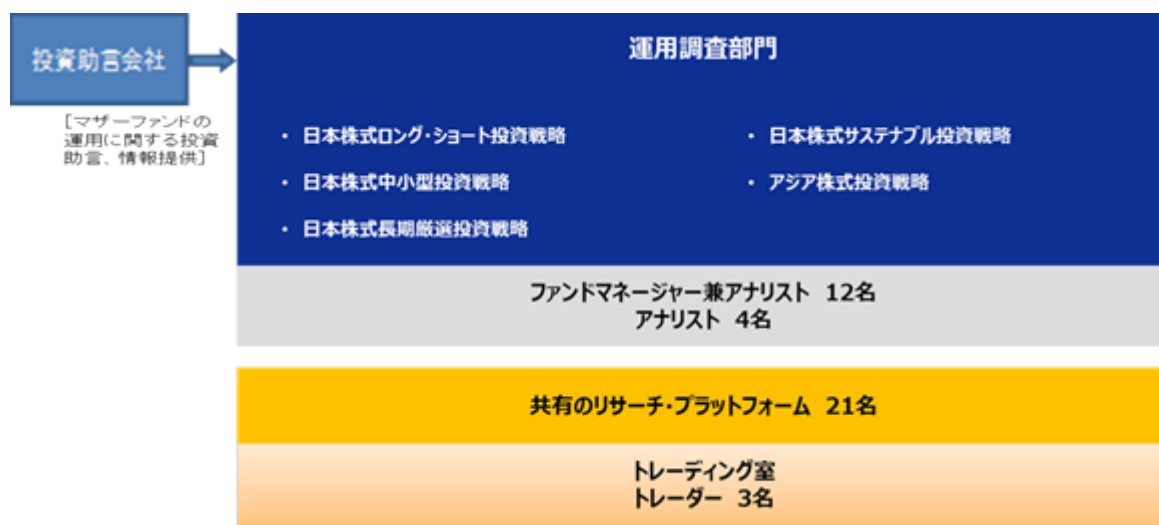 投資助言会社
[マザーファンドの
運用に関する投資
助言、情報提供]
運用調査部門
・ 日本株式ロング・ショート投資戦略
・ 日本株式サステナブル投資戦略
・ 日本株式中小型投資戦略
・ アジア株式投資戦略
・ 日本株式長期厳選投資戦略
ファンドマネージャー兼アナリスト 12名
アナリスト 4名
共有のリサーチ・プラットフォーム 21名
トレーディング室
トレーダー 3名